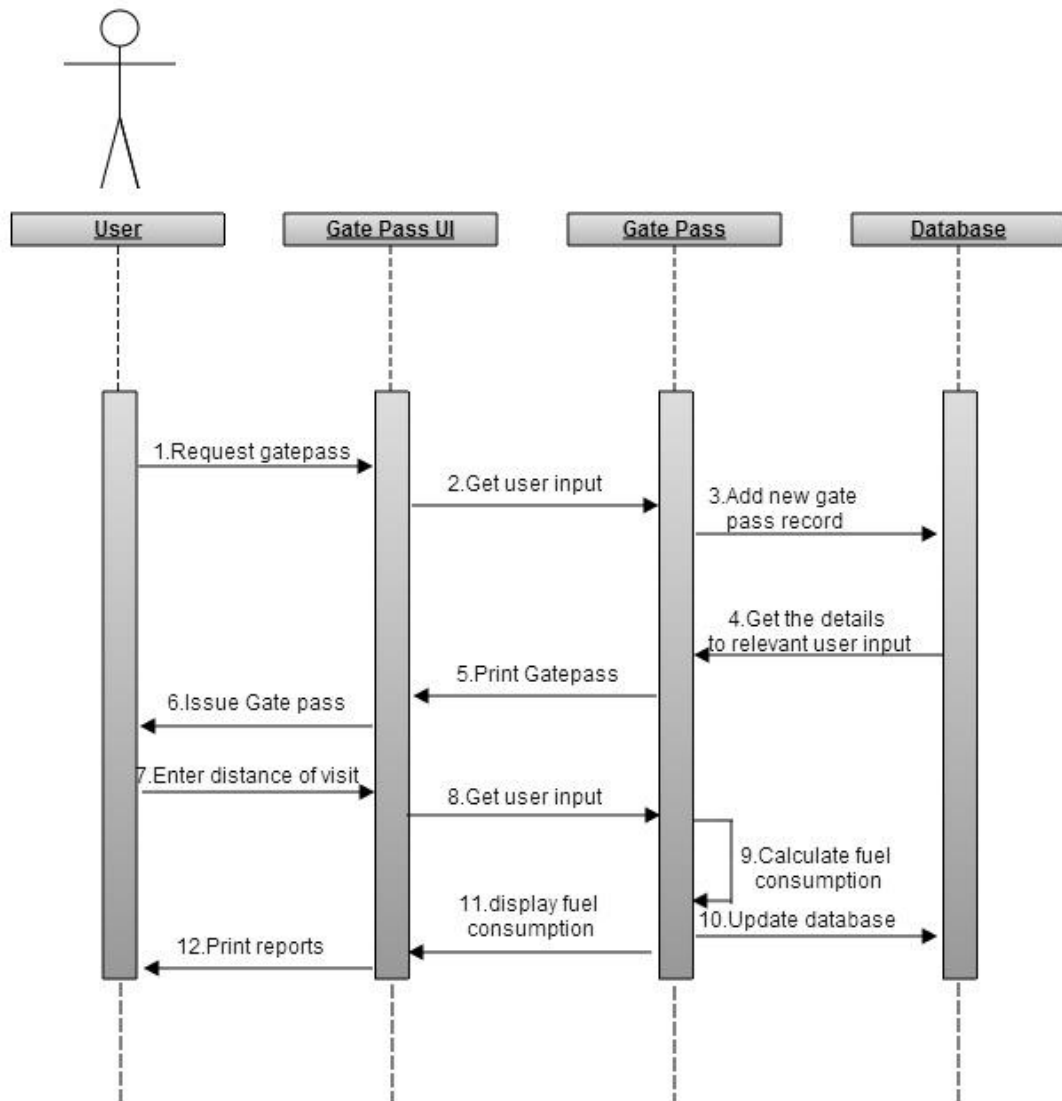 User
Gate Pass UI
Gate Pass
Database
1.Request gatepass
2.Get user input
3.Add new gate
pass record
4.Get the details
to relevant user input
5.Print Gatepass
6.Issue Gate pass
7.Enter distance of visit
8.Get user input
9.Calculate fuel
consumption
10.Update database
11.display fuel
consumption
12.Print reports